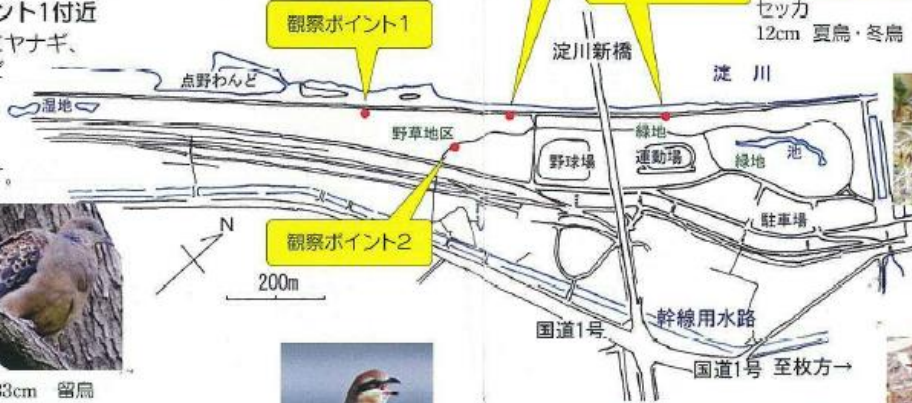 ント1付近
ヤナギ、
観察ポイント1
セッカ
12cm 夏鳥・冬鳥
淀川新橋
淀川
点野わんど
湿地
野草地区
緑地
野球場
運動場
緑地
池
駐車場
観察ポイント2
N
200m
幹線用水路
国道1号
国道1号 至枚方→
33cm 留鳥